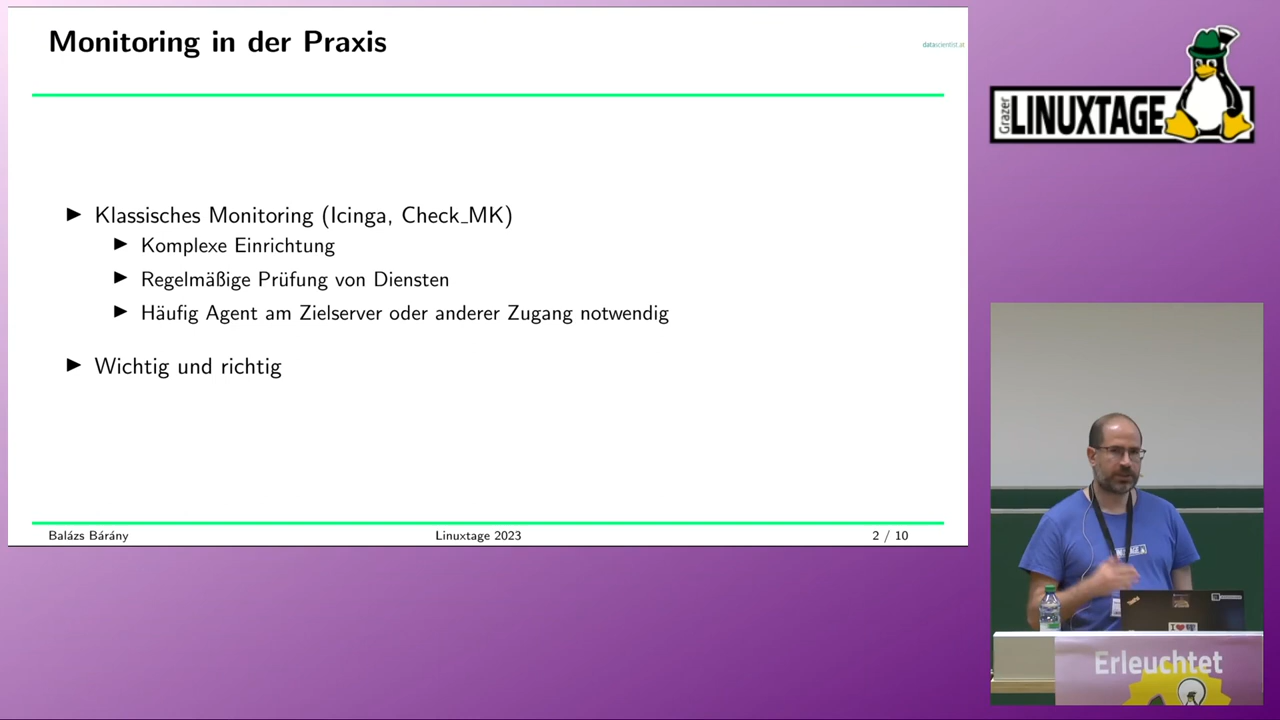 Monitoring in der Praxis
datascientist.at
Klassisches Monitoring (Icinga, Check_MK)
Komplexe Einrichtung
Regelmäßige Prüfung von Diensten
Häufig Agent am Zielserver oder anderer Zugang notwendig
Wichtig und richtig
Balázs Bárány
Linuxtage 2023
2 / 10
Grazer
LINUXTAGE
Erleuchtet